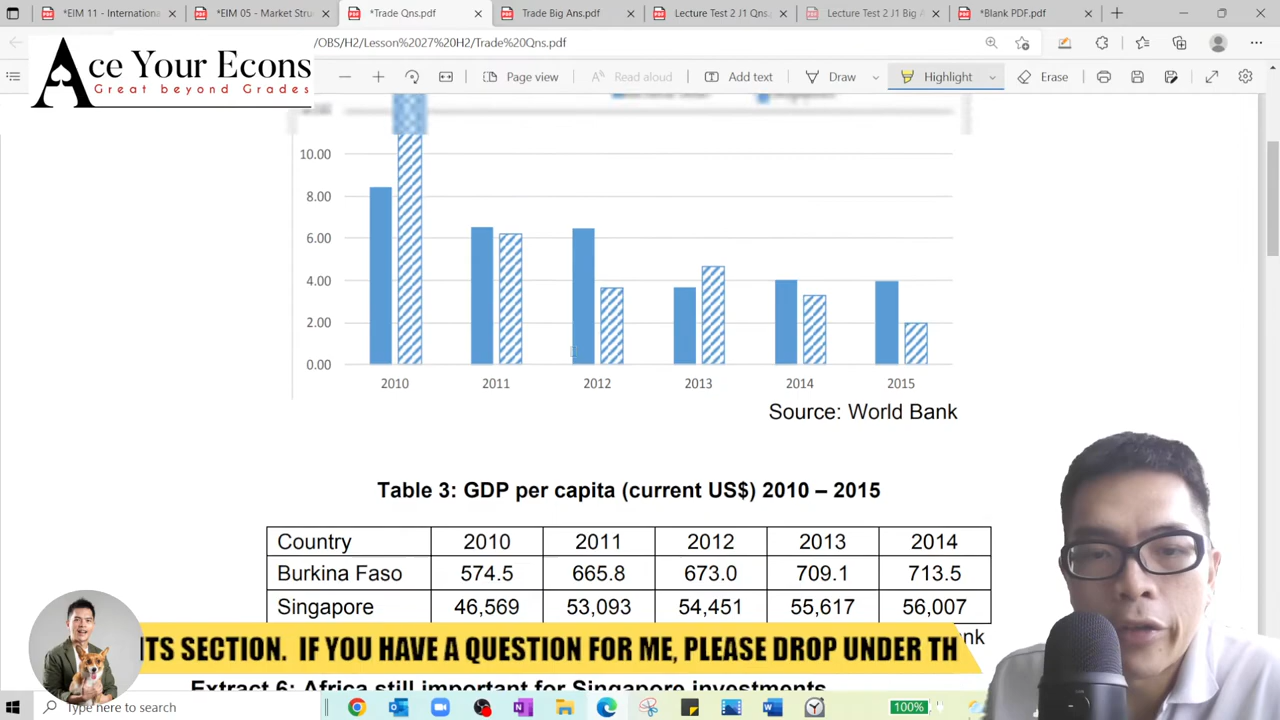 *EIM 11 - Internationa
*EIM 05 - Market Stru
*Trade Qns.pdf
Trade Big Ans.pdf
Lecture Test 2 J1 Qns.pdf
Lecture Test 2 J1 Big A
*Blank PDF.pdf
/OBS/H2/Lesson%2027%20H2/Trade%20Qns.pdf
Ace Your Econs
Great beyond Grades
Page view
Read aloud
Add text
Draw
Highlight
Erase
10.00
8.00
6.00
4.00
2.00
0.00
2010 2011 2012 2013 2014 2015
Source: World Bank
Table 3: GDP per capita (current US$) 2010 – 2015
Country 2010 2011 2012 2013 2014
Burkina Faso 574.5 665.8 673.0 709.1 713.5
Singapore 46,569 53,093 54,451 55,617 56,007
nk
TS SECTION. IF YOU HAVE A QUESTION FOR ME, PLEASE DROP UNDER TH
Extract 6: Africa still important for Singapore investments
Type here to search
100%